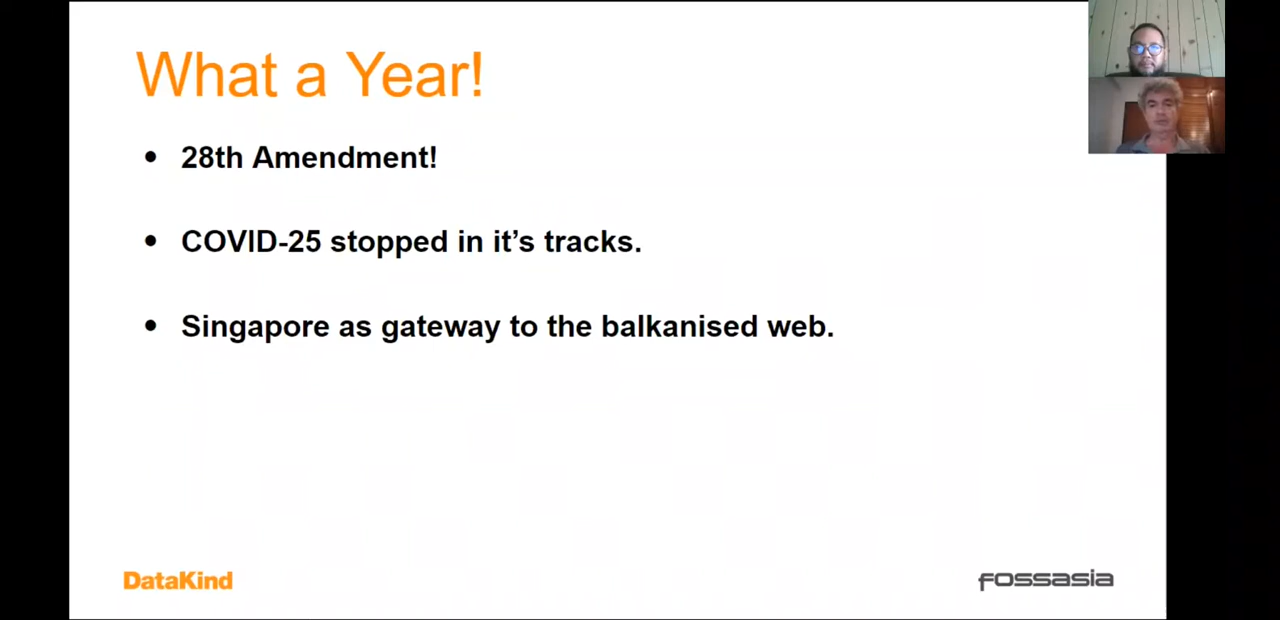 What a Year!
• 28th Amendment!
• COVID-25 stopped in it’s tracks.
• Singapore as gateway to the balkanised web.
DataKind
fossasia